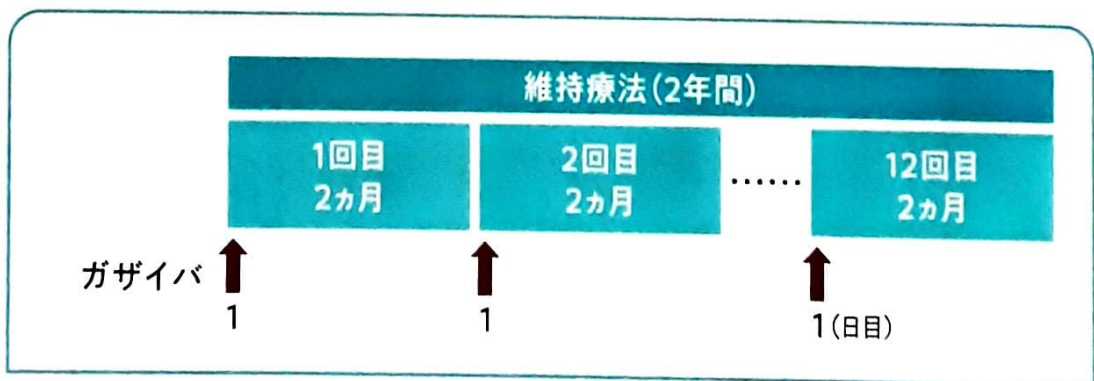 維持療法(2年間)
1回目
2ヵ月
2回目
2ヵ月
……
12回目
2ヵ月
ガザイバ
1
1
1(日目)